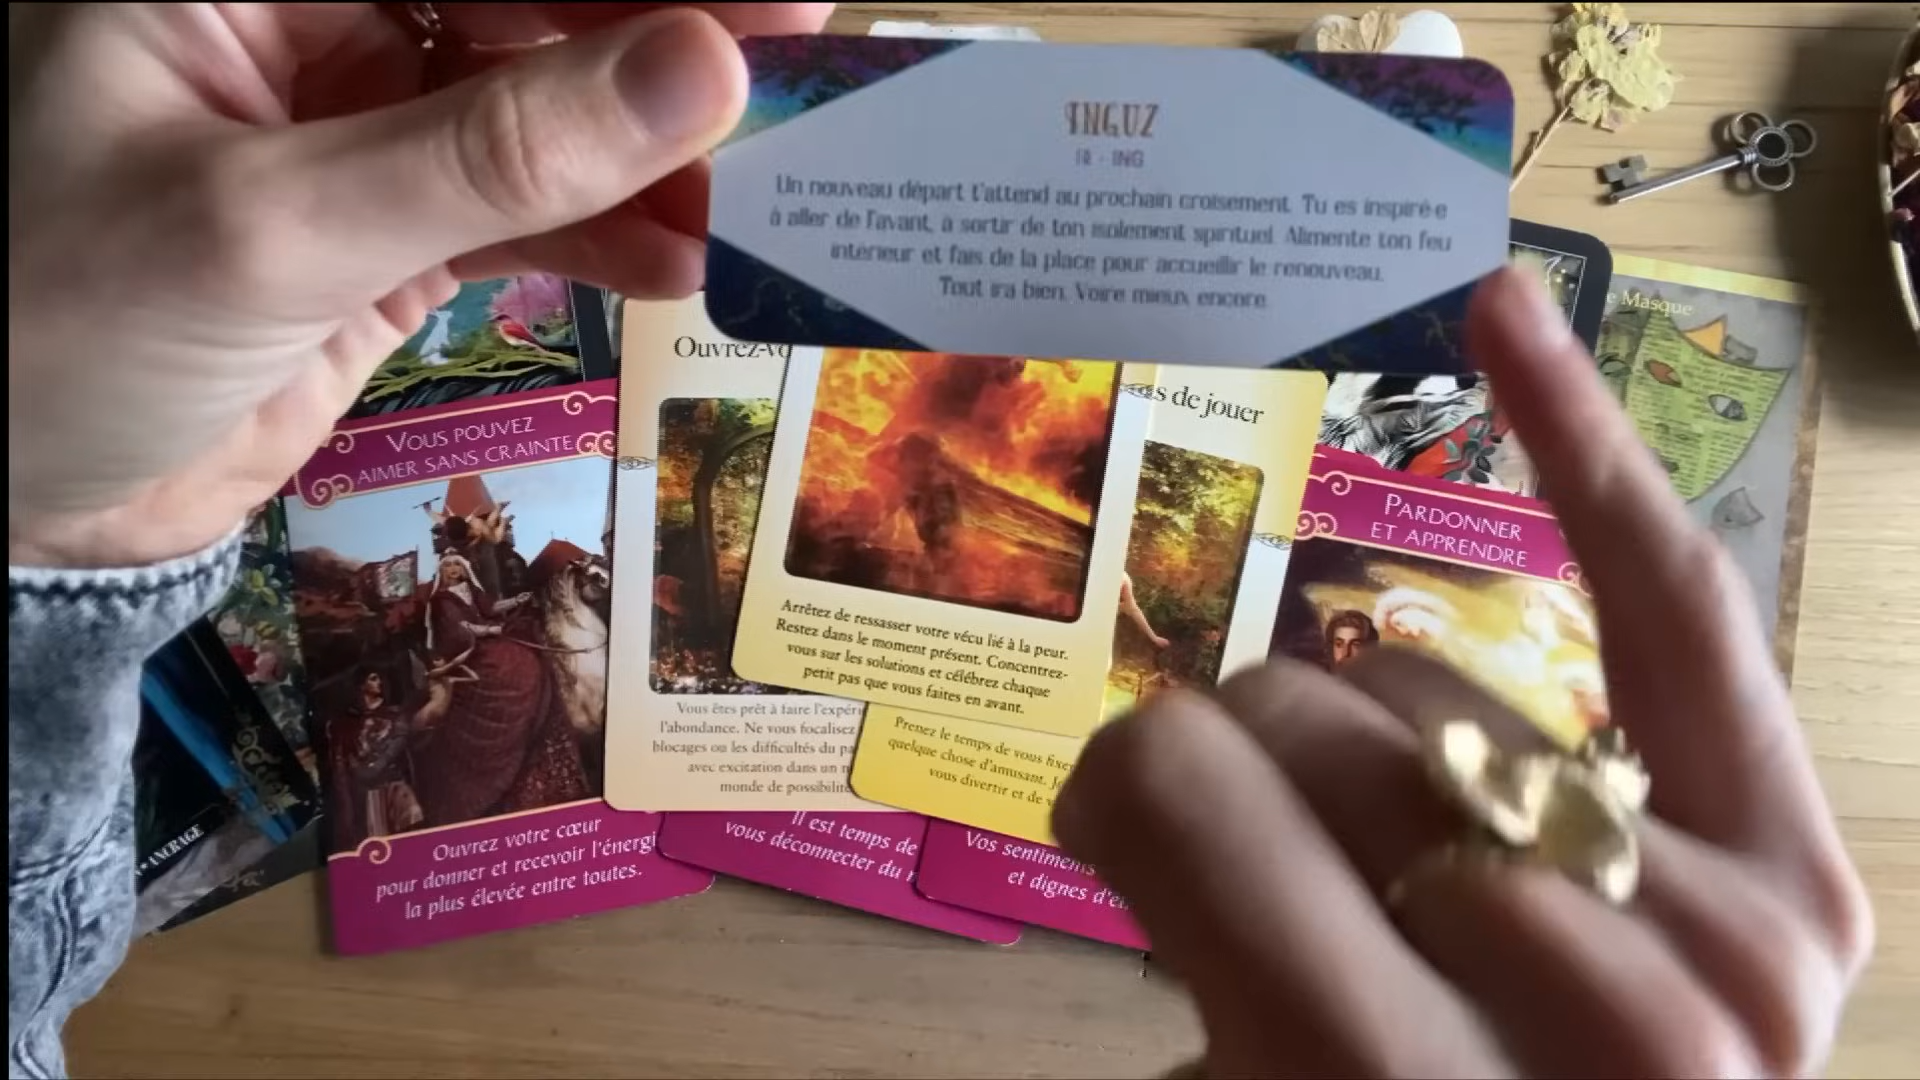 INGUZ
Un nouveau départ t'attend au prochain croisement. Tu es inspiré·e
à aller de l'avant, à sortir de ton isolement spirituel. Alimente ton feu
intérieur et fais de la place pour accueillir le renouveau.
Tout ira bien. Voire mieux encore.
e Masque
Ouvrez-vo
s de jouer
VOUS POUVEZ
AIMER SANS CRAINTE
PARDONNER
ET APPRENDRE
Arrêtez de ressasser votre vécu lié à la peur.
Restez dans le moment présent. Concentrez-
vous sur les solutions et célébrez chaque
petit pas que vous faites en avant.
Vous êtes prêt à faire l'expéri
l'abondance. Ne vous focalisez
blocages ou les difficultés du pa
avec excitation dans un n
monde de possibilité
Prenez le temps de vous fixe
quelque chose d'amusant. Jo
vous divertir et de v
ANCRAGE
Ouvrez votre cœur
pour donner et recevoir l'énergi
la plus élevée entre toutes.
Il est temps de
vous déconnecter du
Vos sentiments
et dignes d'